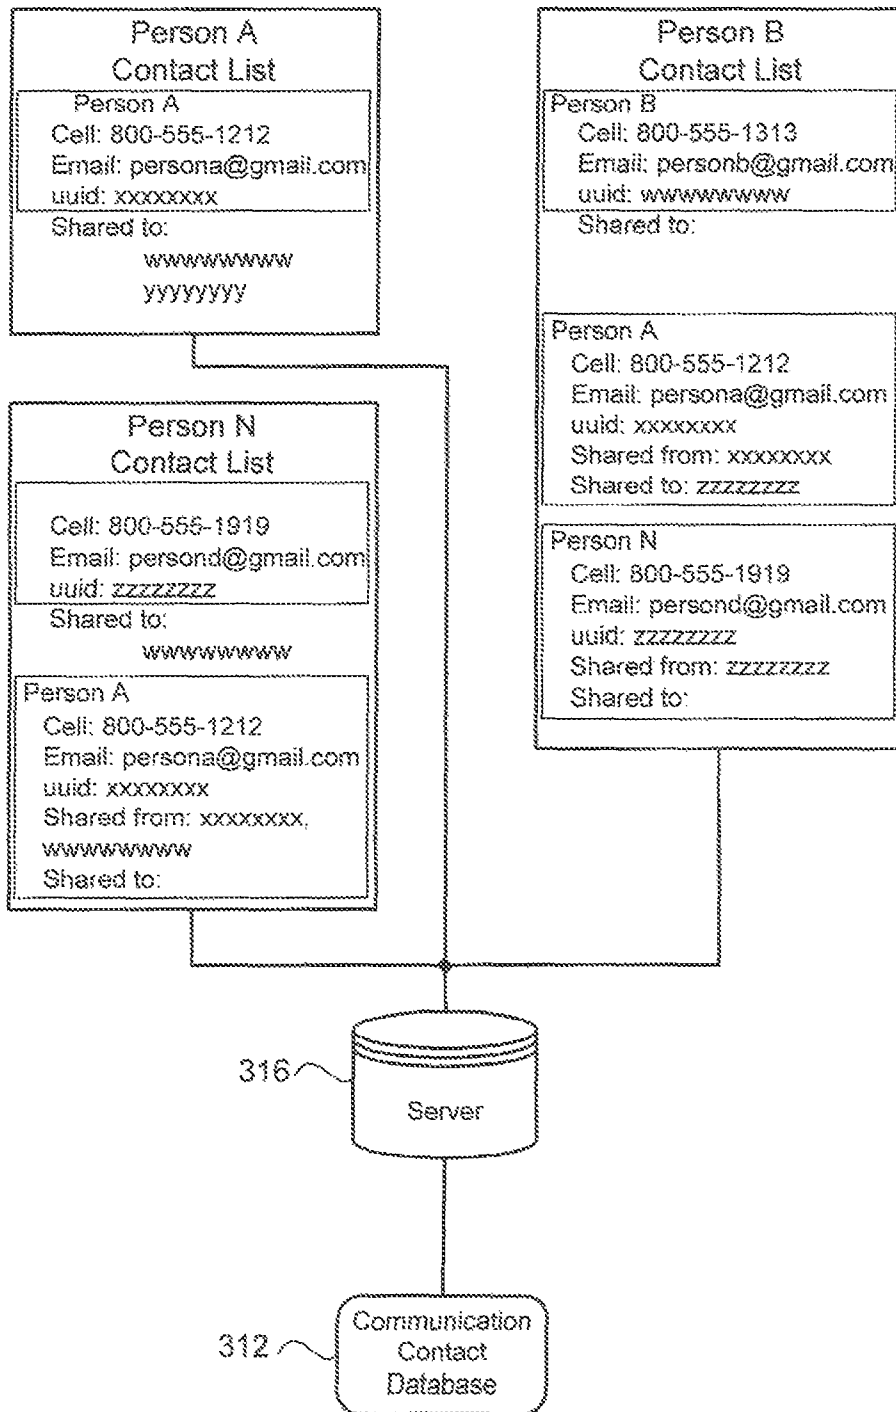 Person A
Contact List
Person A
Cell: 800-555-1212
Email: persona@gmail.com
uuid: xxxxxxxx
Shared to:
wwwwwwww
yyyyyyyy
Person B
Contact List
Person B
Cell: 800-555-1313
Email: personb@gmail.com
uuid: wwwwwwww
Shared to:
Person A
Cell: 800-555-1212
Email: persona@gmail.com
uuid: xxxxxxxx
Shared from: xxxxxxxx
Shared to: zzzzzzzz
Person N
Cell: 800-555-1919
Email: persond@gmail.com
uuid: zzzzzzzz
Shared from: zzzzzzzz
Shared to:
Person N
Contact List
Cell: 800-555-1919
Email: persond@gmail.com
uuid: zzzzzzzz
Shared to:
wwwwwwww
Person A
Cell: 800-555-1212
Email: persona@gmail.com
uuid: xxxxxxxx
Shared from: xxxxxxxx,
wwwwwwww
Shared to:
316
Server
312
Communication
Contact
Database